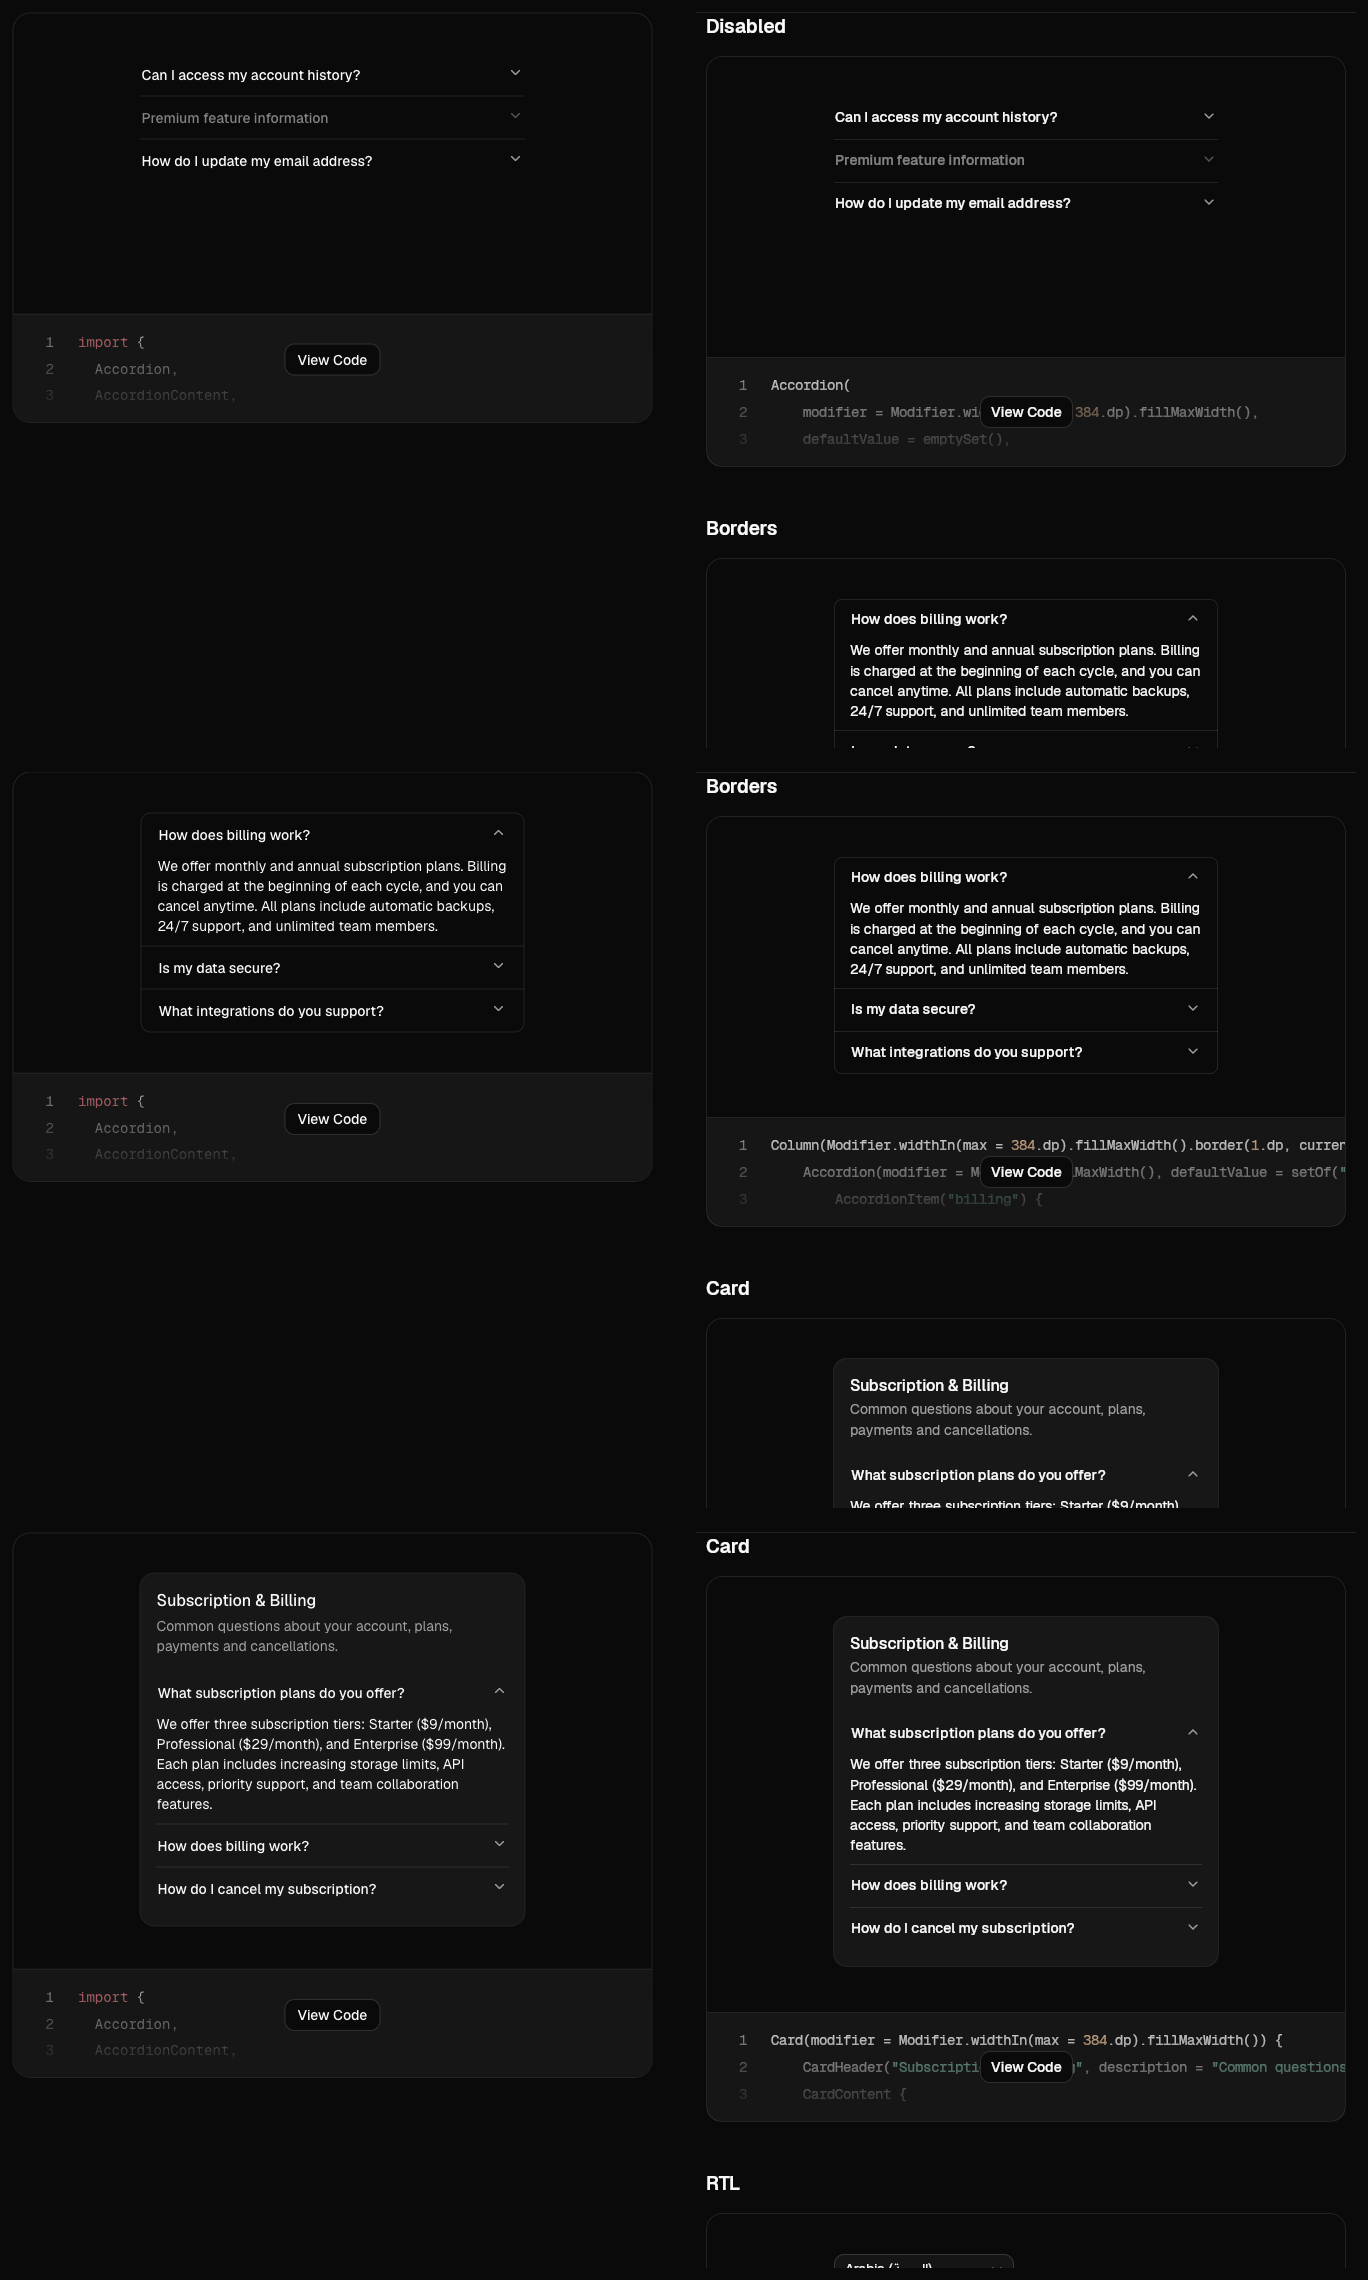 Can I access my account history?
Premium feature information
How do I update my email address?
1 import {
View Code
2 Accordion,
3 AccordionContent,
Disabled
Can I access my account history?
Premium feature information
How do I update my email address?
1 Accordion(
2 modifier = Modifier.wi
View Code
384.dp).fillMaxWidth(),
3 defaultValue = emptySet(),
Borders
How does billing work?
We offer monthly and annual subscription plans. Billing
is charged at the beginning of each cycle, and you can
cancel anytime. All plans include automatic backups,
24/7 support, and unlimited team members.
How does billing work?
We offer monthly and annual subscription plans. Billing
is charged at the beginning of each cycle, and you can
cancel anytime. All plans include automatic backups,
24/7 support, and unlimited team members.
Is my data secure?
What integrations do you support?
1 import {
View Code
2 Accordion,
3 AccordionContent,
Borders
How does billing work?
We offer monthly and annual subscription plans. Billing
is charged at the beginning of each cycle, and you can
cancel anytime. All plans include automatic backups,
24/7 support, and unlimited team members.
Is my data secure?
What integrations do you support?
1 Column(Modifier.widthIn(max = 384.dp).fillMaxWidth().border(1.dp, curren
2 Accordion(modifier = M
View Code
lMaxWidth(), defaultValue = setOf("
3 AccordionItem("billing") {
Card
Subscription & Billing
Common questions about your account, plans,
payments and cancellations.
What subscription plans do you offer?
We offer three subscription tiers: Starter ($9/month),
Subscription & Billing
Common questions about your account, plans,
payments and cancellations.
What subscription plans do you offer?
We offer three subscription tiers: Starter ($9/month),
Professional ($29/month), and Enterprise ($99/month).
Each plan includes increasing storage limits, API
access, priority support, and team collaboration
features.
How does billing work?
How do I cancel my subscription?
1 import {
View Code
2 Accordion,
3 AccordionContent,
Card
Subscription & Billing
Common questions about your account, plans,
payments and cancellations.
What subscription plans do you offer?
We offer three subscription tiers: Starter ($9/month),
Professional ($29/month), and Enterprise ($99/month).
Each plan includes increasing storage limits, API
access, priority support, and team collaboration
features.
How does billing work?
How do I cancel my subscription?
1 Card(modifier = Modifier.widthIn(max = 384.dp).fillMaxWidth()) {
2 CardHeader("Subscripti
View Code
g", description = "Common questions
3 CardContent {
RTL